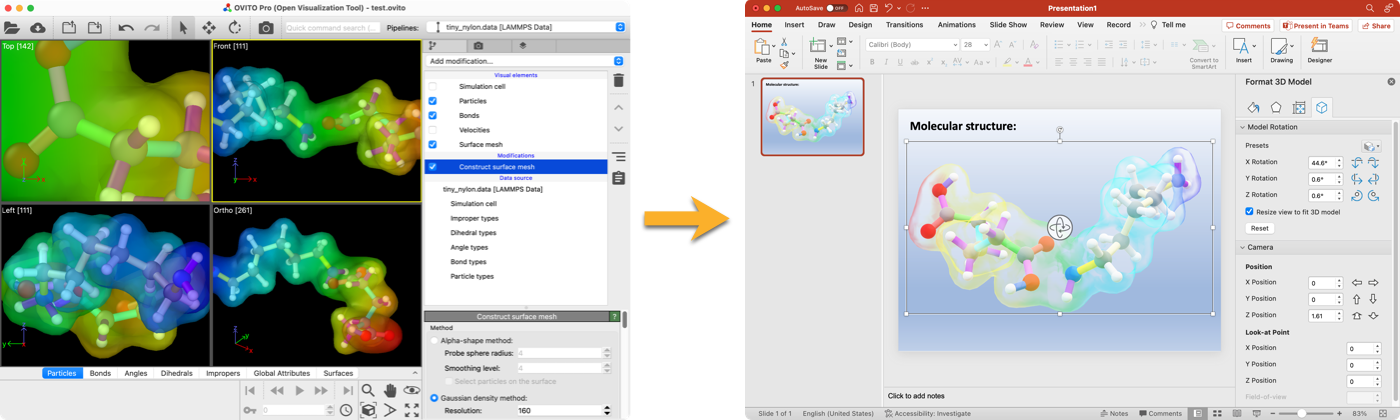 OVITO Pro (Open Visualization Tool) - test.ovito
Quick command search (
Pipelines:
tiny_nylon.data [LAMMPS Data]
Top [142]
Front [111]
Left [111]
Ortho [261]
Add modification...
Visual elements
Simulation cell
Particles
Bonds
Velocities
Surface mesh
Modifications
Construct surface mesh
Data source
tiny_nylon.data [LAMMPS Data]
Simulation cell
Improper types
Dihedral types
Angle types
Bond types
Particle types
Construct surface mesh
?
Method
Alpha-shape method:
Probe sphere radius: 4
Smoothing level: 4
Select particles on the surface
Gaussian density method:
Resolution: 160
Particles Bonds Angles Dihedrals Impropers Global Attributes Surfaces
0
AutoSave OFF
Presentation1
Home Insert Draw Design Transitions Animations Slide Show Review View Record Tell me
Comments Present in Teams Share
Paste
New
Slide
Calibri (Body) 28
Convert to
SmartArt
Insert
Drawing
Designer
1
Molecular structure:
Molecular structure:
Format 3D Model
Model Rotation
Presets
X Rotation 44.6°
Y Rotation 0.6°
Z Rotation 0.6°
Resize view to fit 3D model
Reset
Camera
Position
X Position 0
Y Position 0
Z Position 1.61
Look-at Point
X Position 0
Y Position 0
Z Position 0
Field-of-view
Click to add notes
Slide 1 of 1 English (United States) Accessibility: Investigate Notes Comments 83%